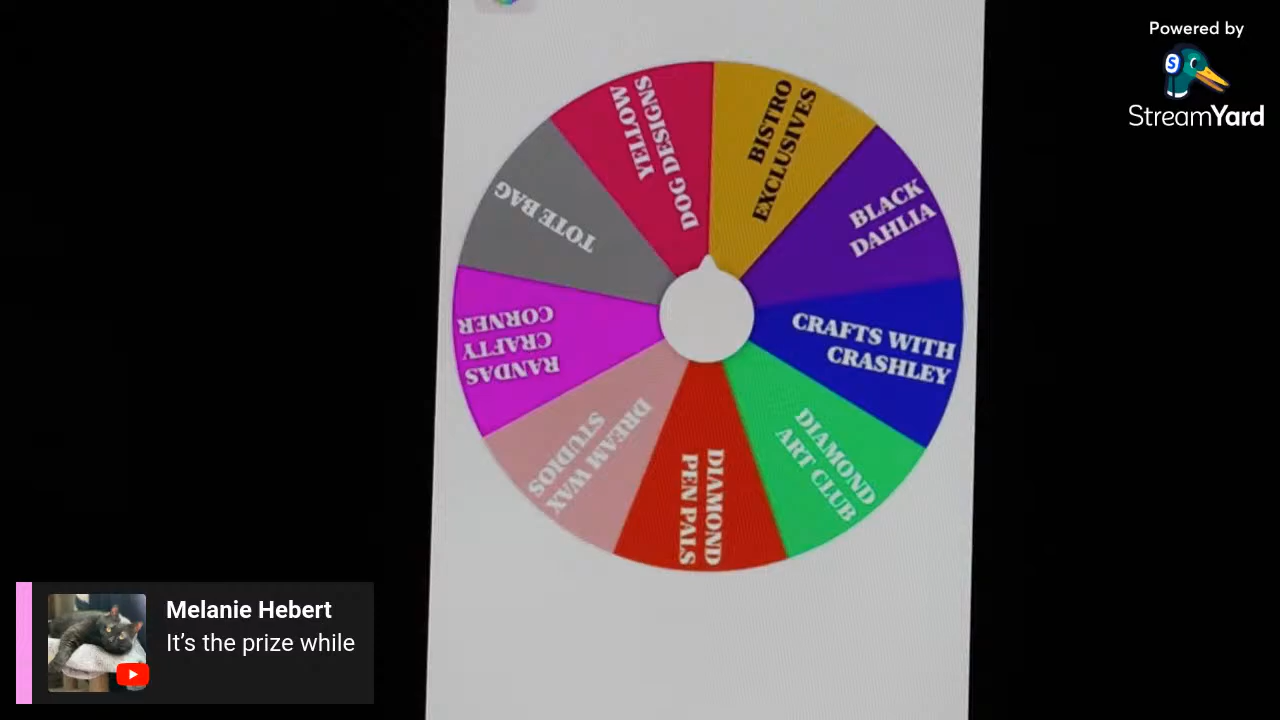 Powered by
StreamYard
BISTRO
EXCLUSIVES
BLACK
DAHLIA
CRAFTS WITH
CRASHLEY
DIAMOND
ART CLUB
DIAMOND
PEN PALS
DREAM WAX
STUDIOS
RANDAS
CRAFTY
CORNER
TOTE BAG
YELLOW
DOG DESIGNS
Melanie Hebert
It’s the prize while